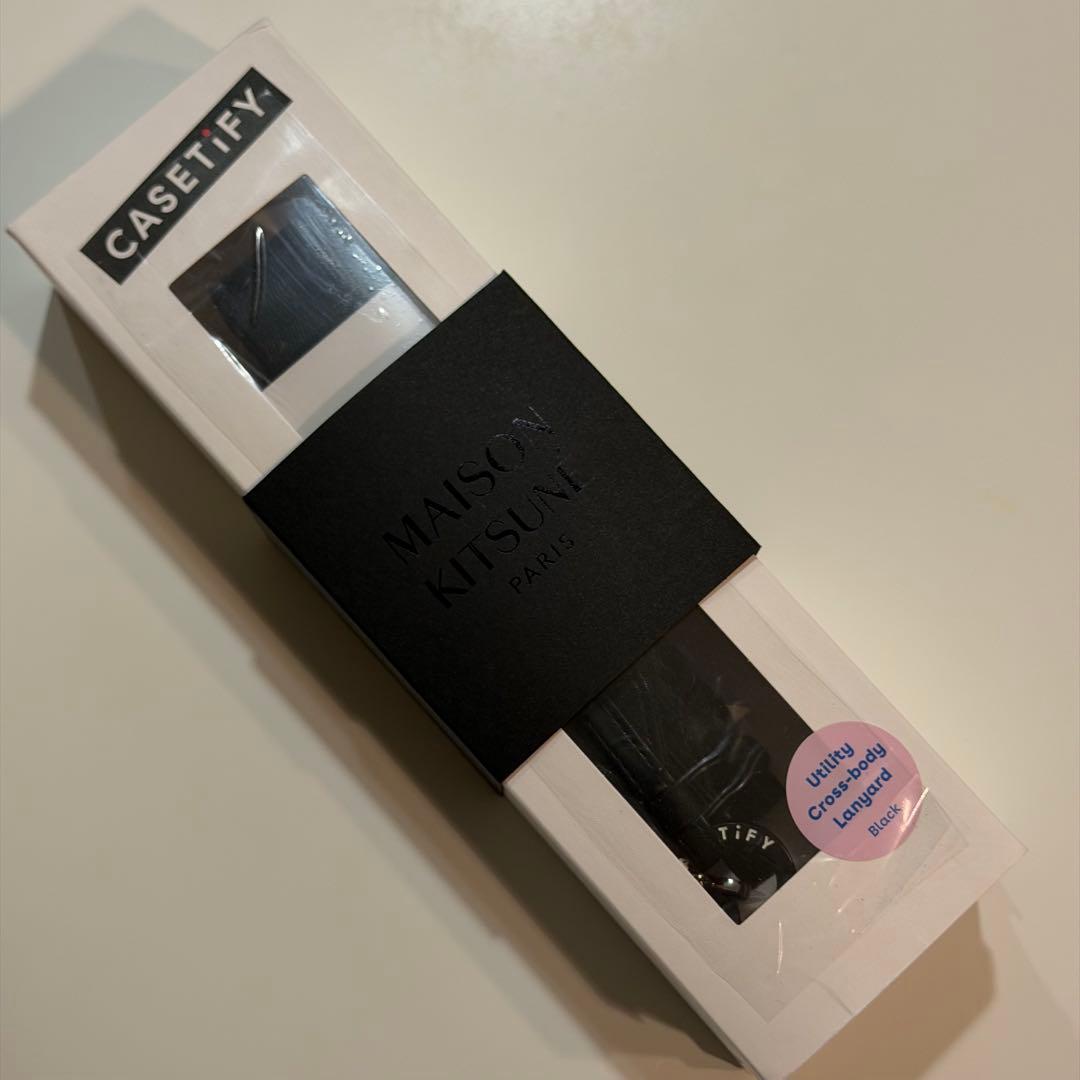 CASETiFY
MAISON
KITSUNÉ
PARIS
TiFY
Utility
Cross-body
Lanyard
Black